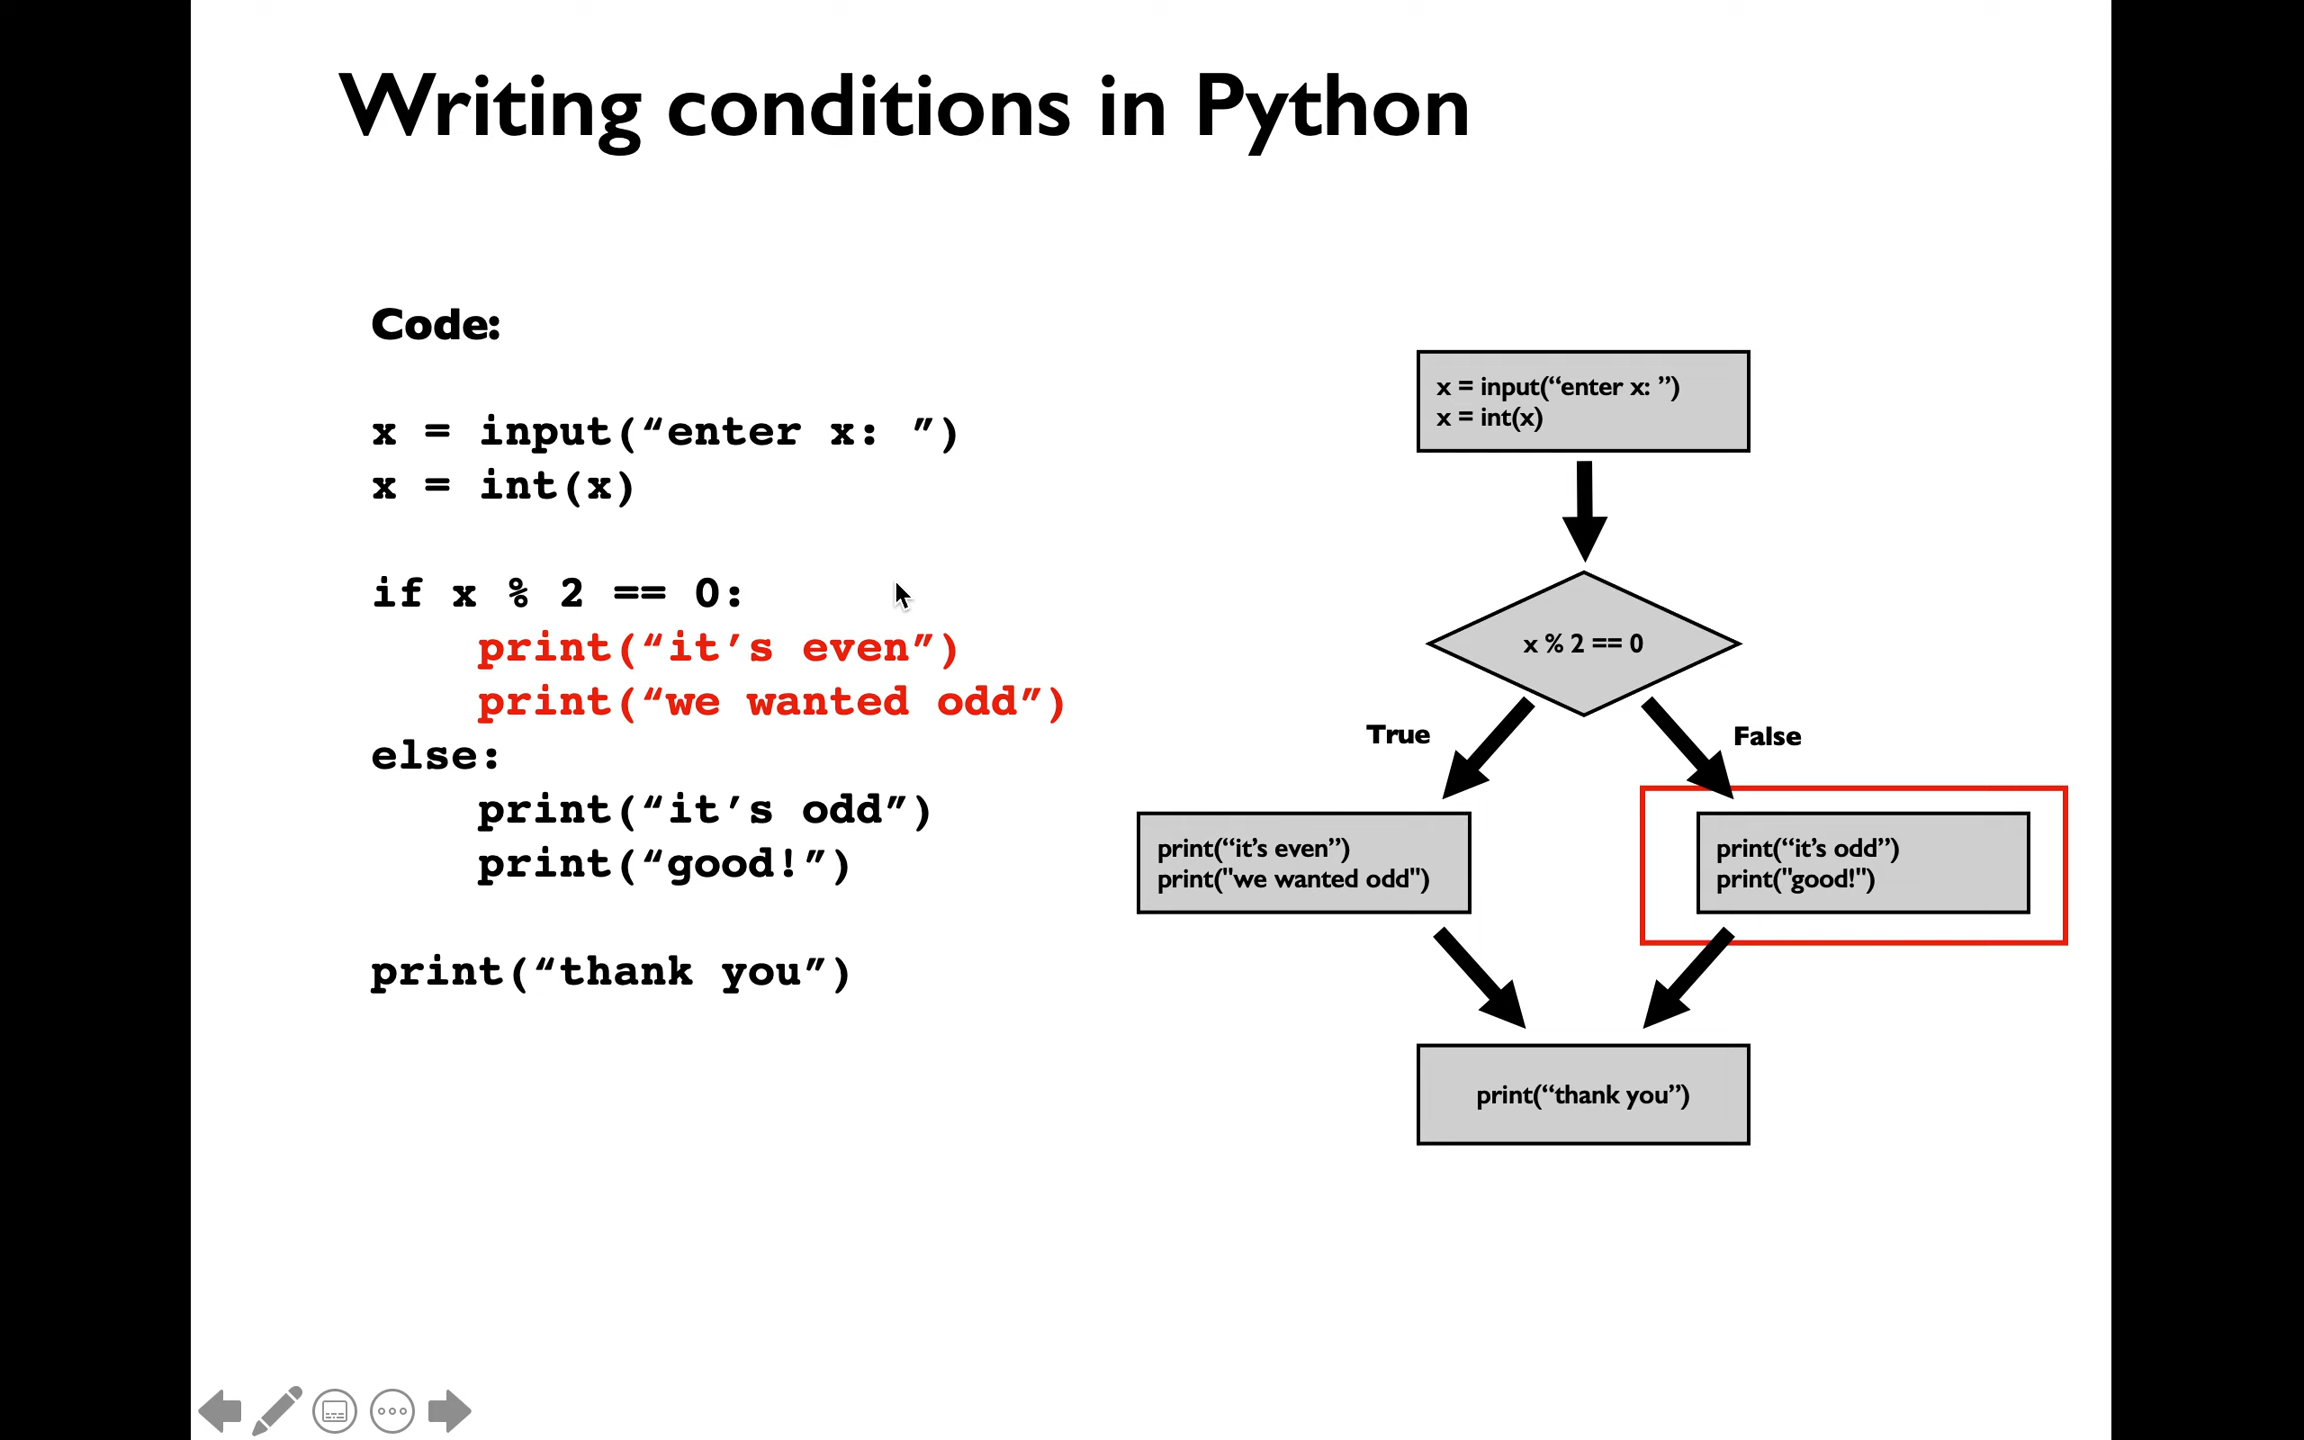 Writing conditions in Python
Code:
x = input(“enter x: ”)
x = int(x)
if x % 2 == 0:
    print(“it’s even”)
    print(“we wanted odd”)
else:
    print(“it’s odd”)
    print(“good!”)
print(“thank you”)
x = input(“enter x: ”)
x = int(x)
x % 2 == 0
True
False
print(“it’s even”)
print("we wanted odd")
print(“it’s odd”)
print("good!")
print(“thank you”)